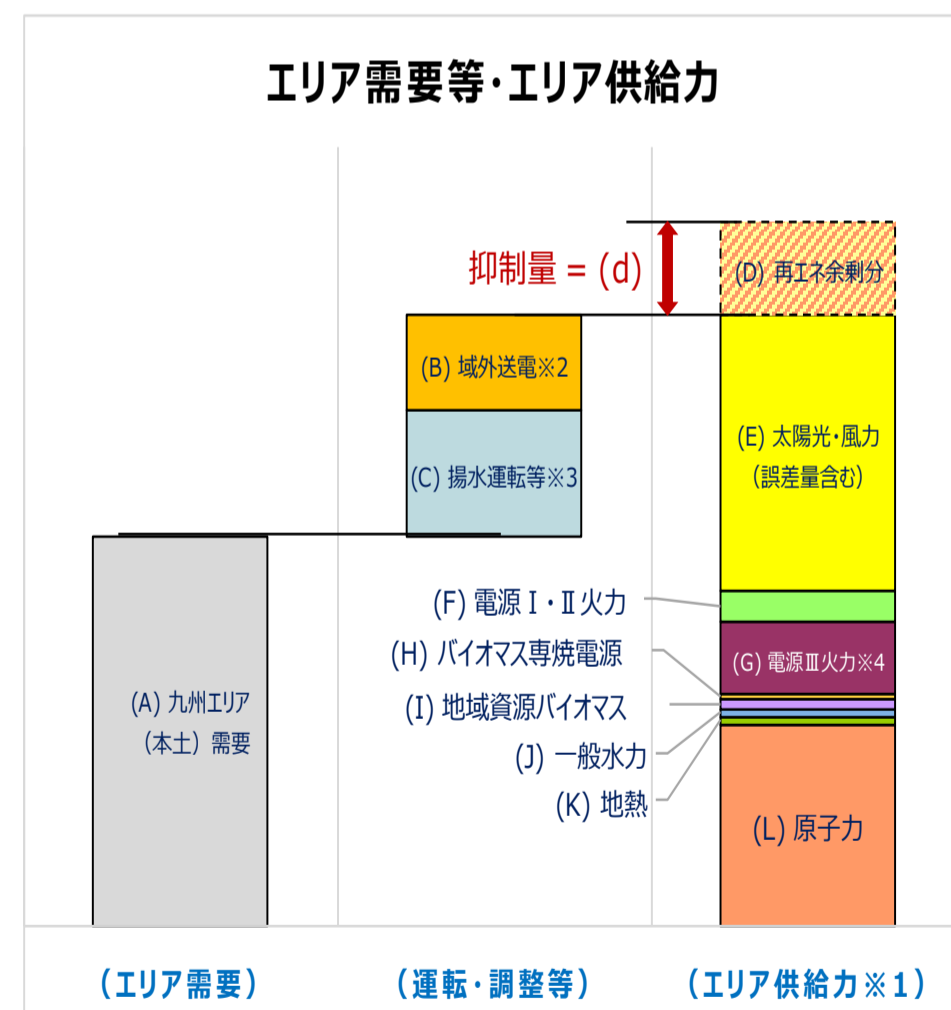 エリア需要等・エリア供給力
抑制量 = (d)
(D) 再エネ余剰分
(B) 域外送電※2
(C) 揚水運転等※3
(E) 太陽光・風力
（誤差量含む）
(F) 電源Ⅰ・Ⅱ火力
(H) バイオマス専焼電源
(G) 電源Ⅲ火力※4
(I) 地域資源バイオマス
(A) 九州エリア
（本土）需要
(J) 一般水力
(K) 地熱
(L) 原子力
（エリア需要）
（運転・調整等）
（エリア供給力※1）